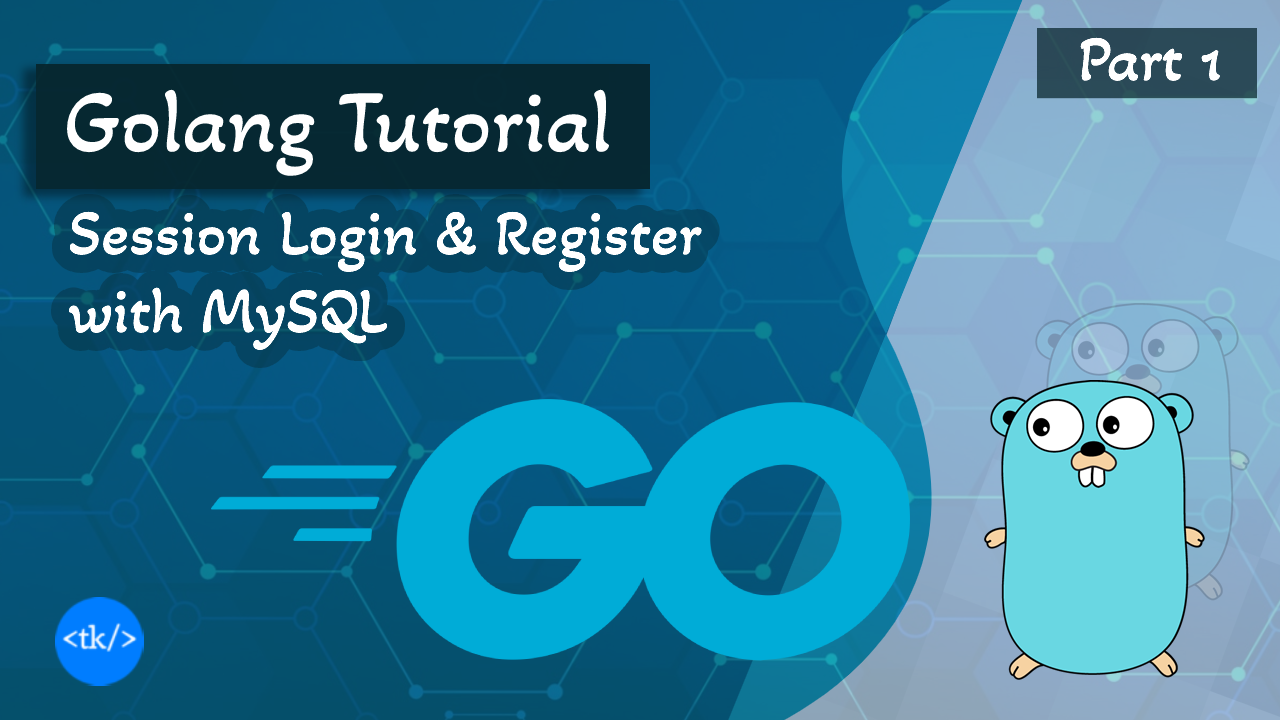 Part 1
Golang Tutorial
Session Login & Register
with MySQL
GO
<tk/>